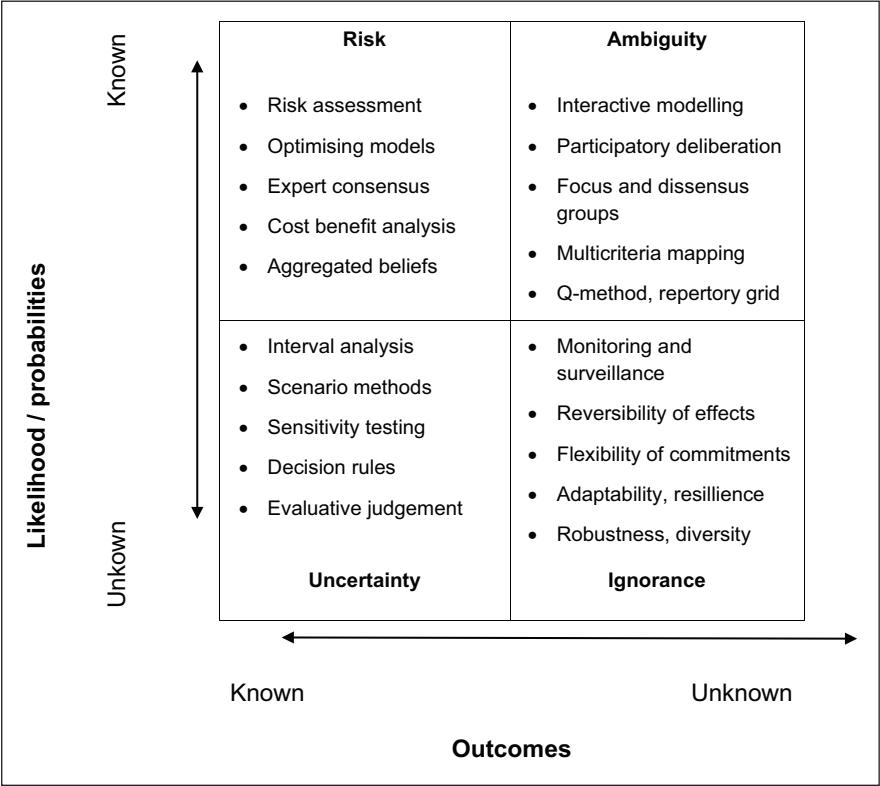 Known
Likelihood / probabilities
Unkown
Risk
• Risk assessment
• Optimising models
• Expert consensus
• Cost benefit analysis
• Aggregated beliefs
Ambiguity
• Interactive modelling
• Participatory deliberation
• Focus and dissensus
groups
• Multicriteria mapping
• Q-method, repertory grid
• Interval analysis
• Scenario methods
• Sensitivity testing
• Decision rules
• Evaluative judgement
Uncertainty
• Monitoring and
surveillance
• Reversibility of effects
• Flexibility of commitments
• Adaptability, resillience
• Robustness, diversity
Ignorance
Known
Unknown
Outcomes